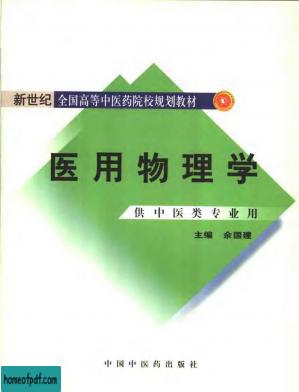 新世纪 全国高等中医药院校规划教材
医用物理学
供中医类专业用
主编 余国建
中国中医药出版社
homeofpdf.com